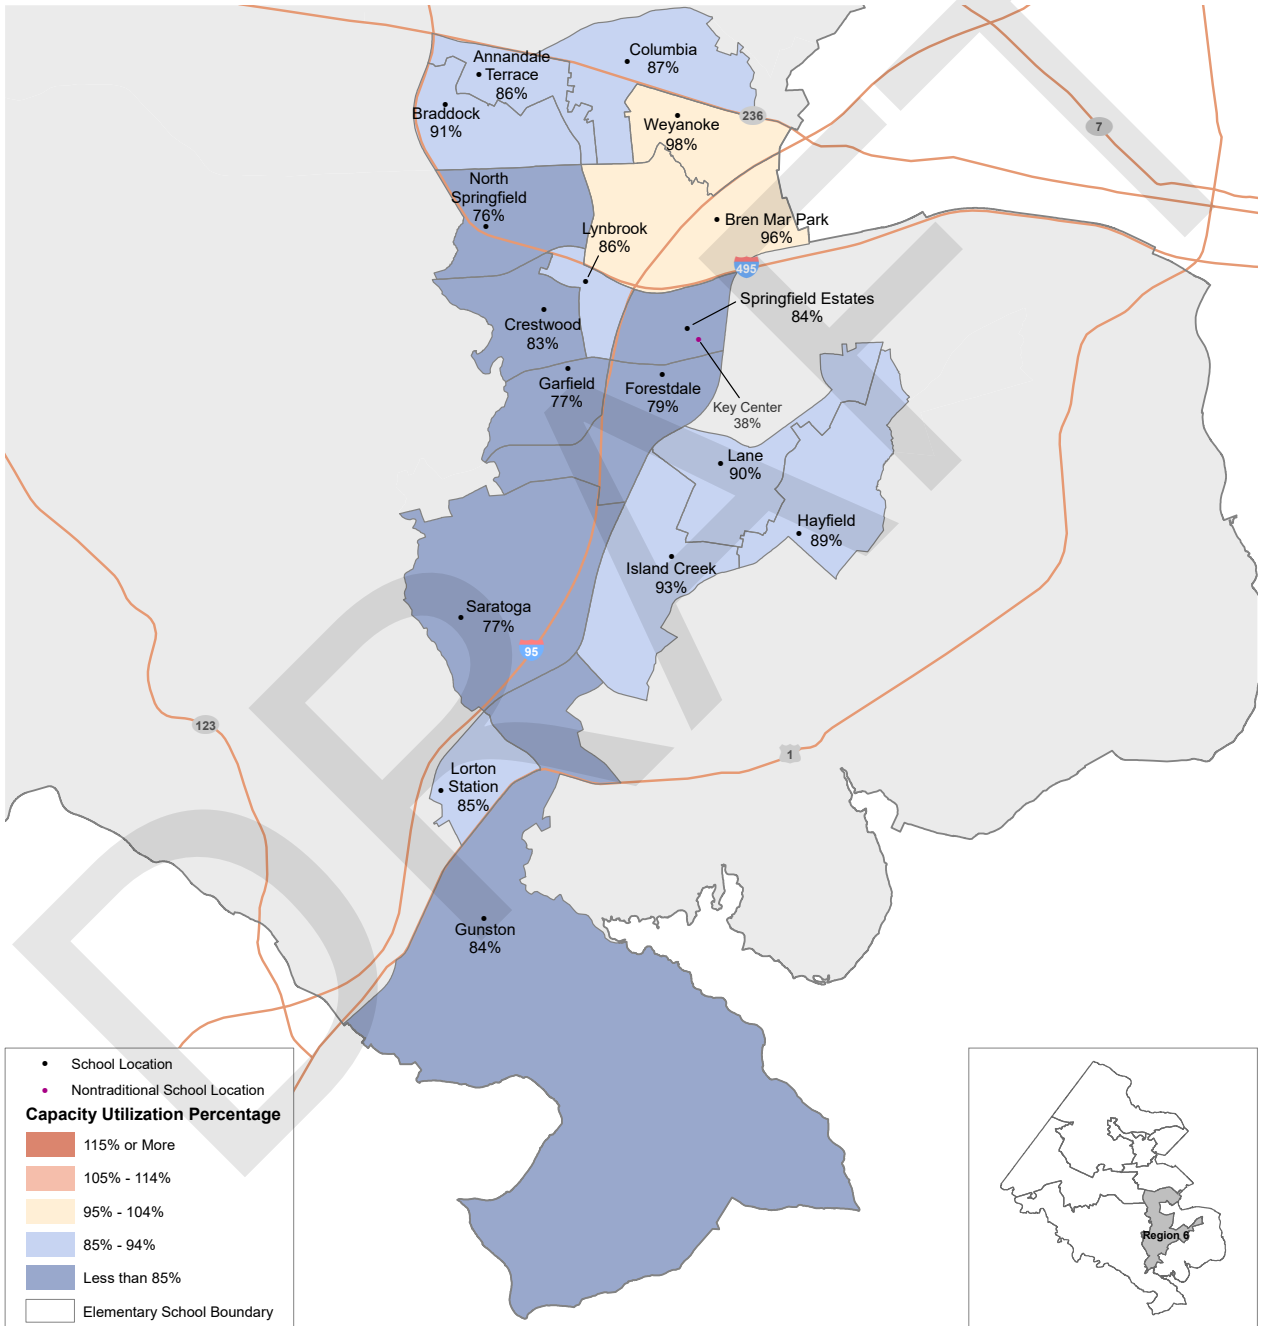 Columbia
87%
Annandale
Terrace
86%
Braddock
91%
Weyanoke
98%
236
7
North
Springfield
76%
Lynbrook
86%
Bren Mar Park
96%
495
Springfield Estates
84%
Crestwood
83%
Garfield
77%
Forestdale
79%
Key Center
38%
Lane
90%
Hayfield
89%
Island Creek
93%
Saratoga
77%
95
123
1
Lorton
Station
85%
Gunston
84%
DRAFT
School Location
Nontraditional School Location
Capacity Utilization Percentage
115% or More
105% - 114%
95% - 104%
85% - 94%
Less than 85%
Elementary School Boundary
Region 6